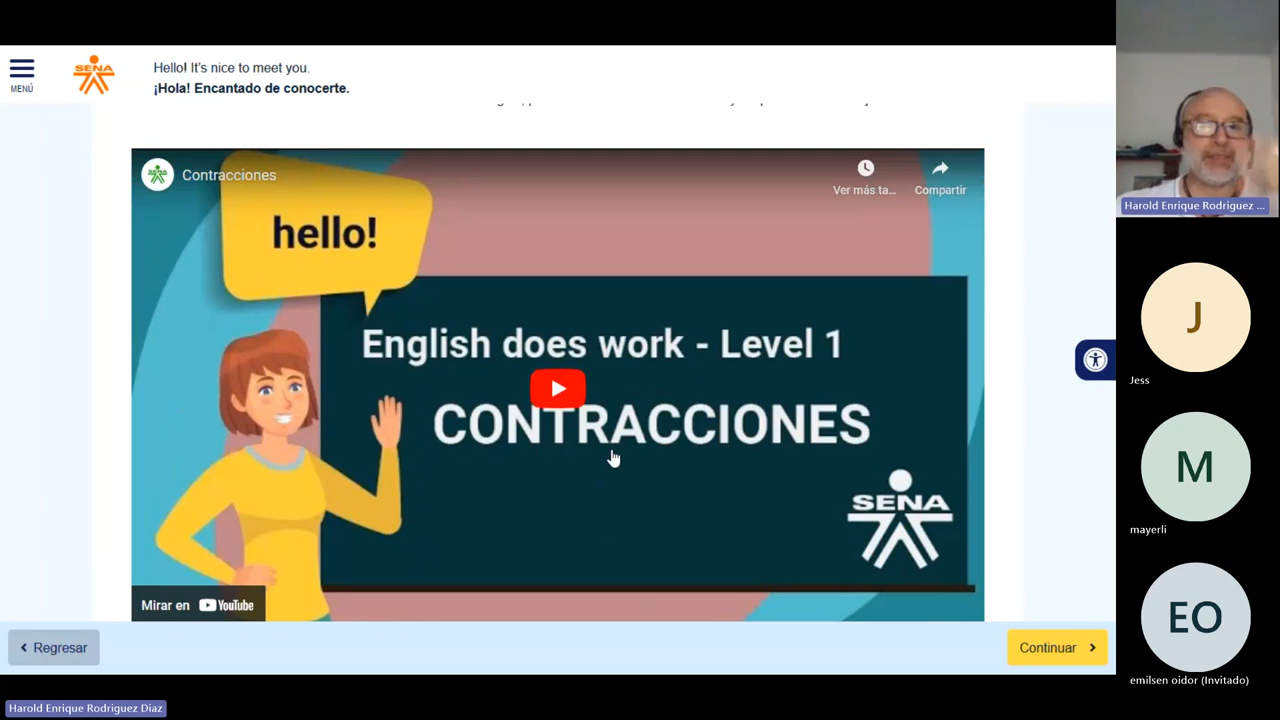 MENÚ
SENA
Hello! It's nice to meet you.
¡Hola! Encantado de conocerte.
Contracciones
Ver más ta...
Compartir
hello!
English does work - Level 1
CONTRACCIONES
SENA
Mirar en YouTube
Regresar
Continuar
Harold Enrique Rodriguez Diaz
Harold Enrique Rodriguez ...
J
Jess
M
mayerli
EO
emilsen oidor (Invitado)